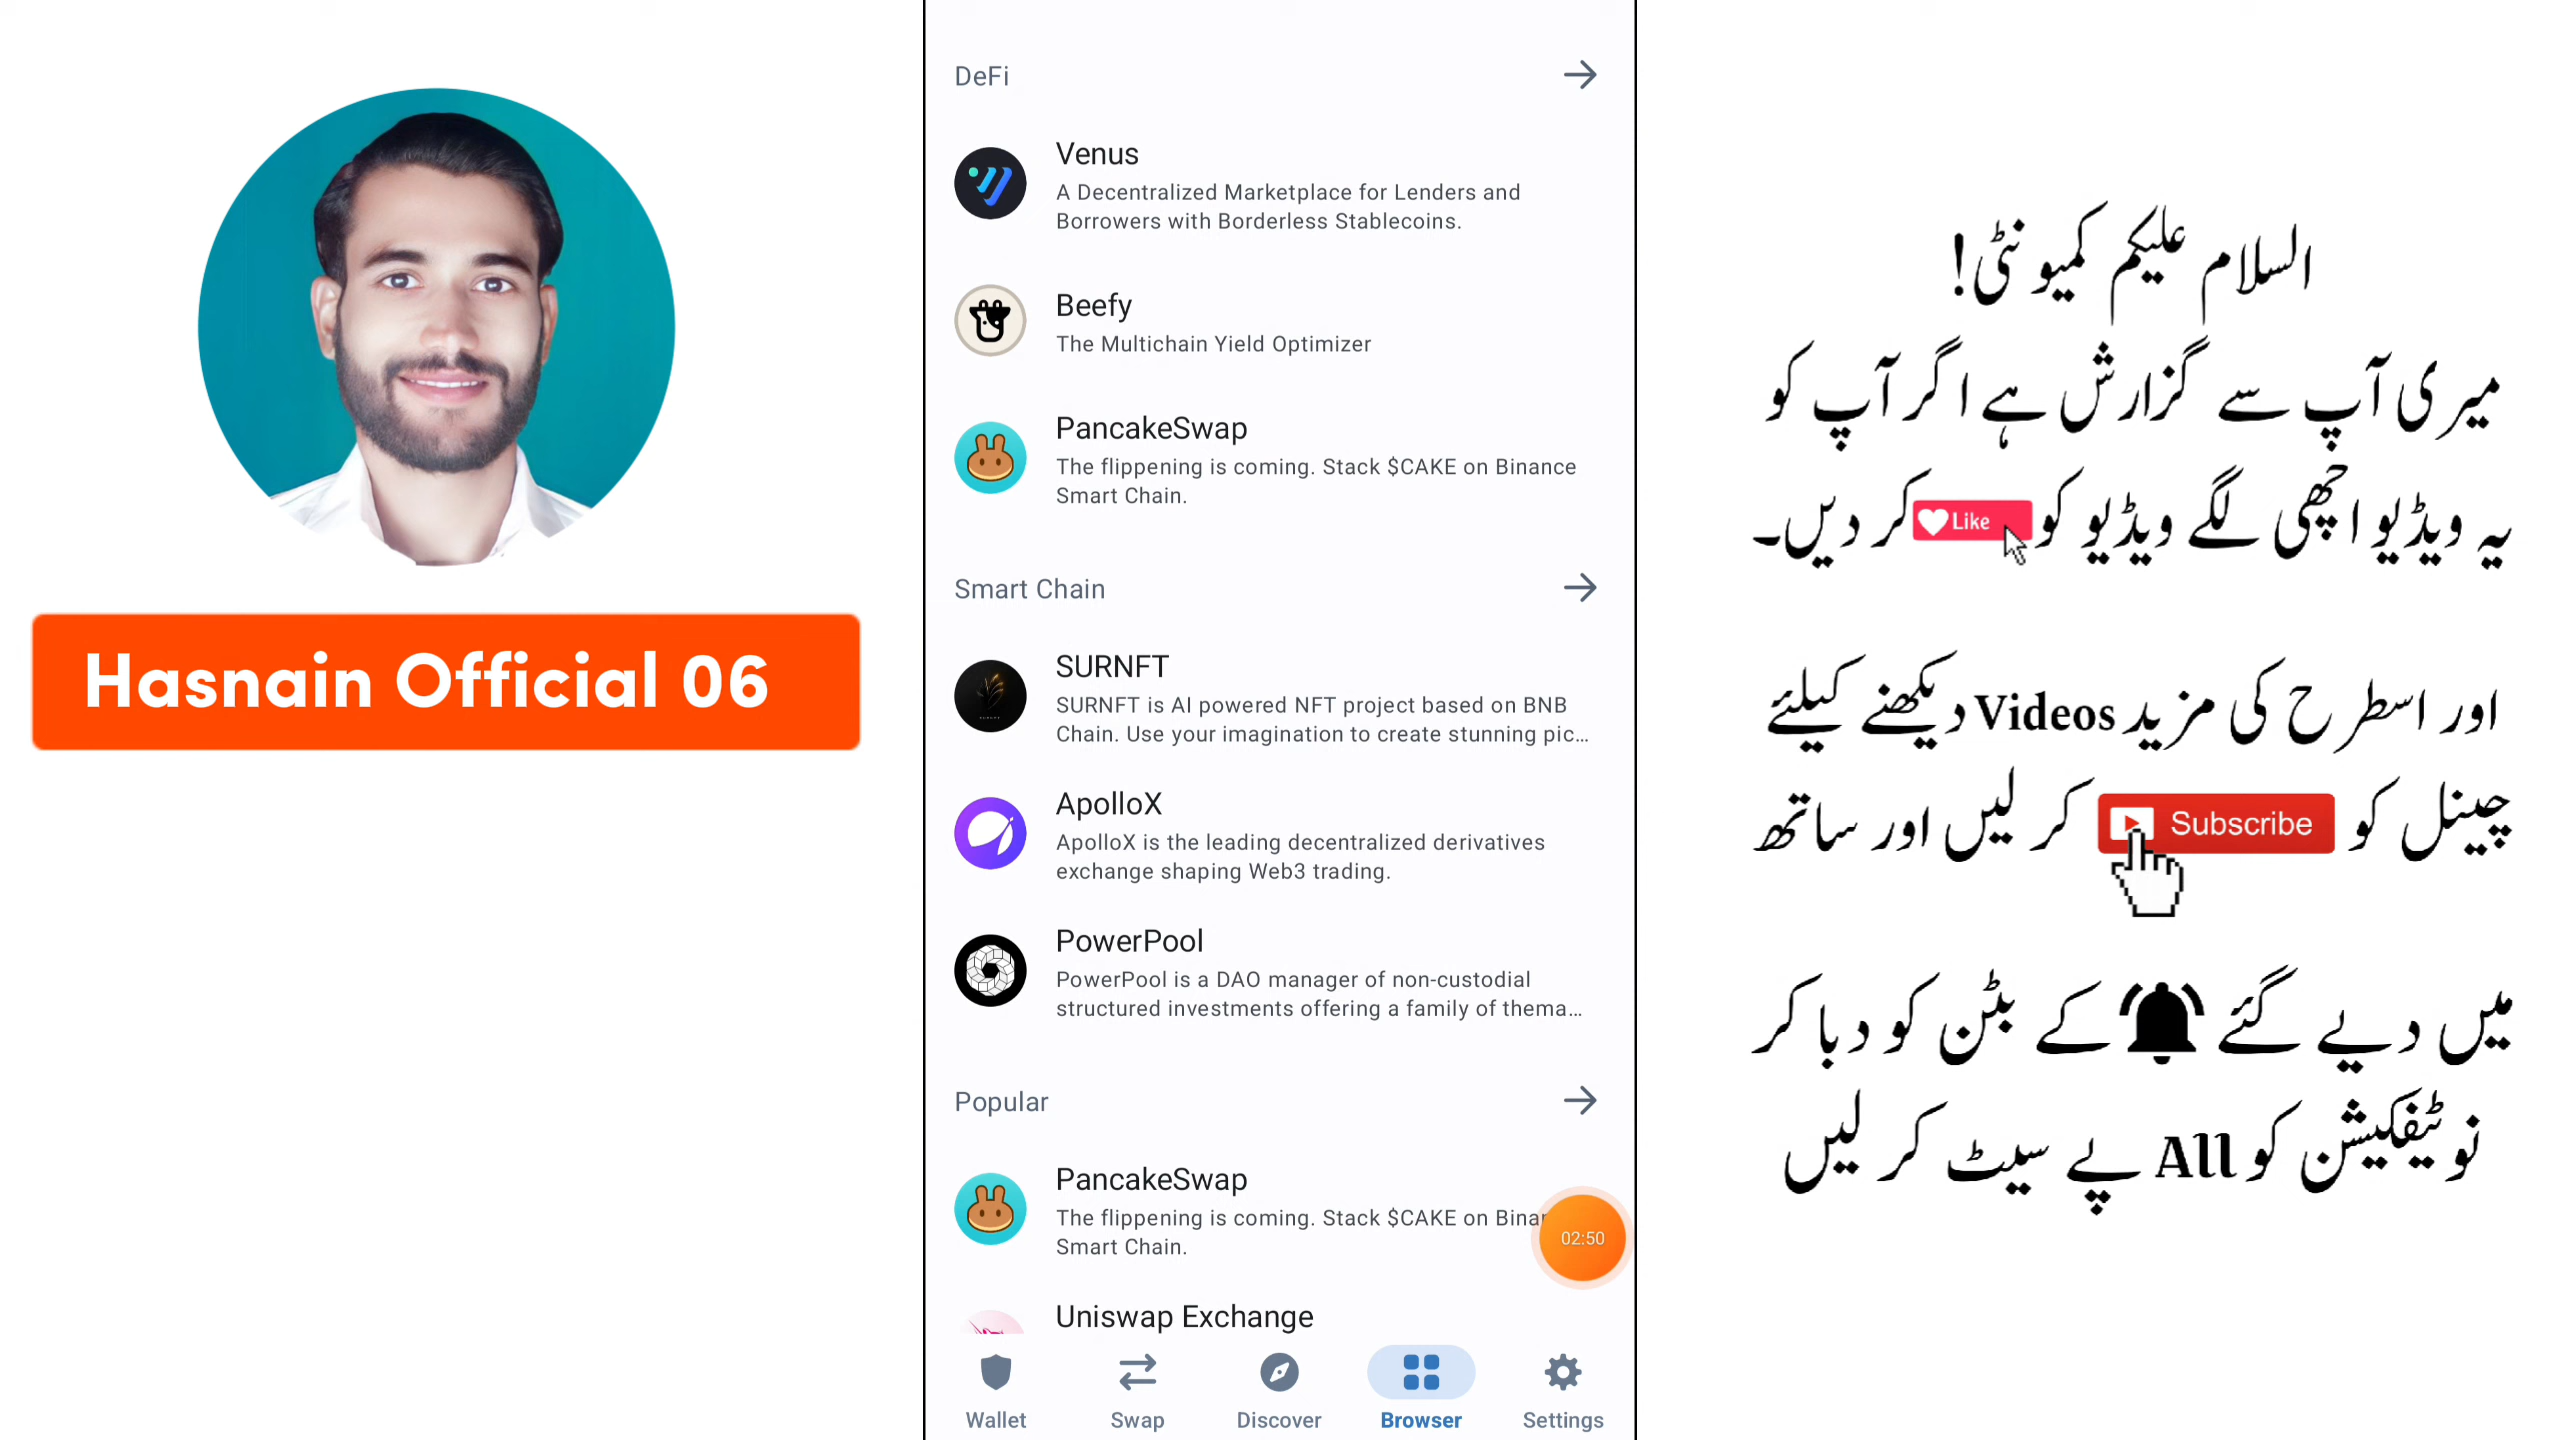 Hasnain Official 06
DeFi
Venus
A Decentralized Marketplace for Lenders and
Borrowers with Borderless Stablecoins.
Beefy
The Multichain Yield Optimizer
PancakeSwap
The flippening is coming. Stack $CAKE on Binance
Smart Chain.
Smart Chain
SURNFT
SURNFT is AI powered NFT project based on BNB
Chain. Use your imagination to create stunning pic...
ApolloX
ApolloX is the leading decentralized derivatives
exchange shaping Web3 trading.
PowerPool
PowerPool is a DAO manager of non-custodial
structured investments offering a family of thema...
Popular
PancakeSwap
The flippening is coming. Stack $CAKE on Binan
Smart Chain.
02:50
Uniswap Exchange
Wallet Swap Discover Browser Settings
السلام علیکم کمیونٹی!
میری آپ سے گزارش ہے اگر آپ کو
یہ ویڈیو اچھی لگے ویڈیو کو Like کر دیں۔
اور اسطرح کی مزید Videos دیکھنے کیلئے
چینل کو Subscribe کر لیں اور ساتھ
میں دیے گئے کے بٹن کو دبا کر
نوٹیفکیشن کو All پے سیٹ کر لیں